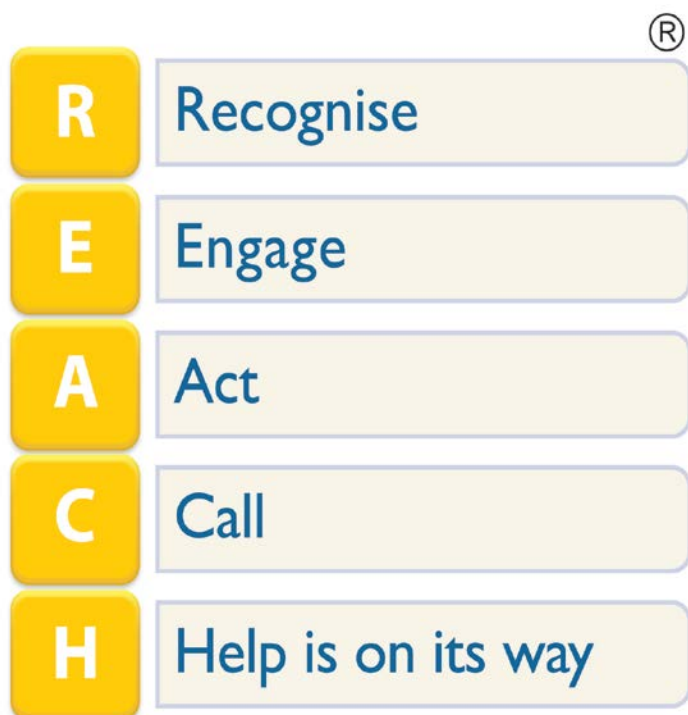 ®
R Recognise
E Engage
A Act
C Call
H Help is on its way